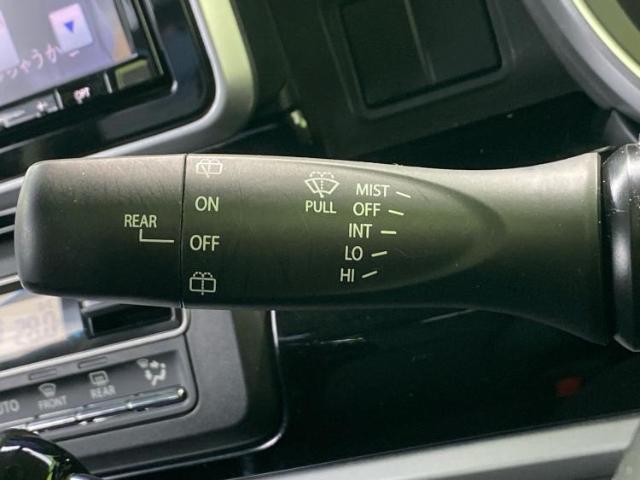 REAR
ON
OFF
PULL
MIST
OFF
INT
LO
HI
FRONT
REAR